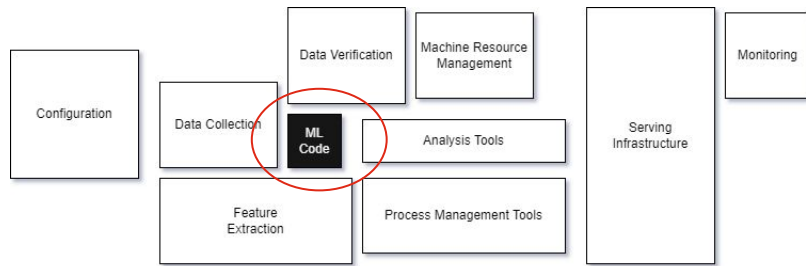 Data Verification
Machine Resource
Management
Monitoring
Configuration
Data Collection
ML
Code
Analysis Tools
Serving
Infrastructure
Feature
Extraction
Process Management Tools